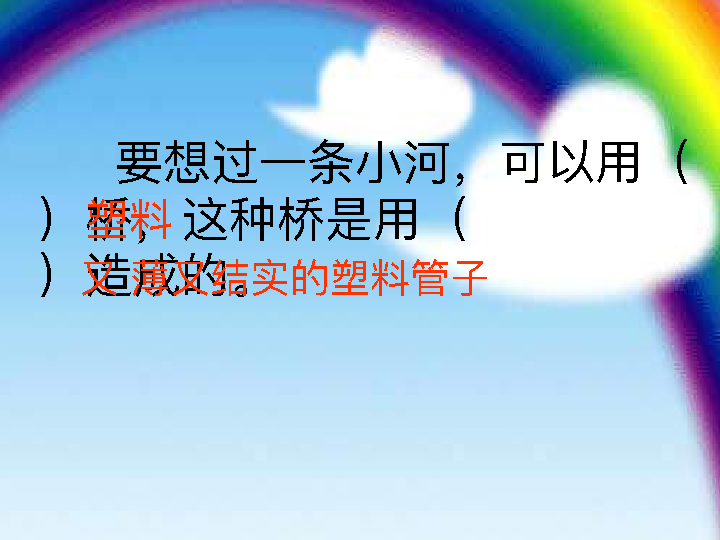 要想过一条小河，可以用（
）桥，这种桥是用（
塑料
）造成的。
又薄又结实的塑料管子